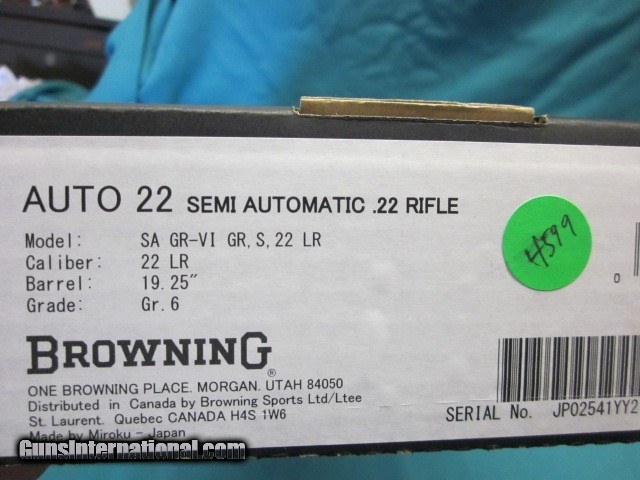 AUTO 22 SEMI AUTOMATIC .22 RIFLE
Model: SA GR-VI GR,S,22 LR
Caliber: 22 LR
Barrel: 19.25"
Grade: Gr.6
4599
0
BROWNING®
ONE BROWNING PLACE. MORGAN. UTAH 84050
Distributed in Canada by Browning Sports Ltd/Ltee
St. Laurent. Quebec CANADA H4S 1W6
Made by Miroku - Japan
SERIAL No. JP02541YY2
GunsInternational.com